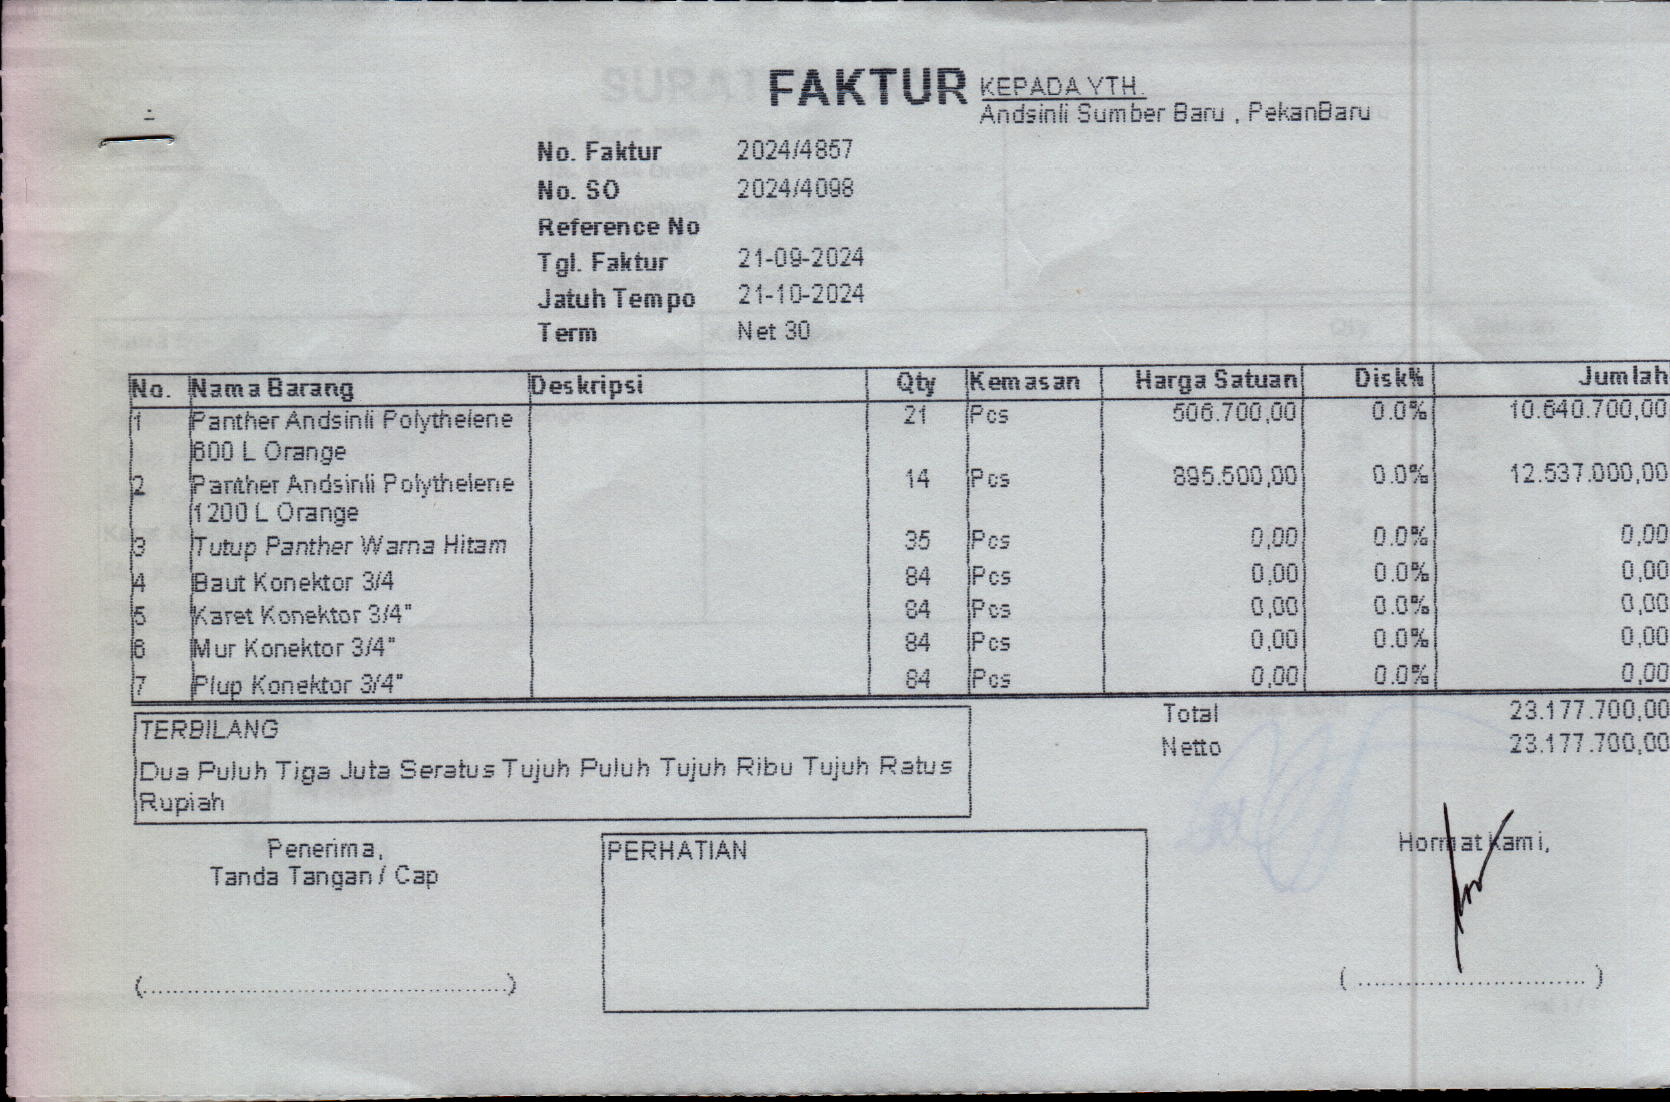 FAKTUR
KEPADA YTH.
Andsinli Sumber Baru , PekanBaru
No. Faktur 2024/4857
No. SO 2024/4098
Reference No
Tgl. Faktur 21-09-2024
Jatuh Tempo 21-10-2024
Term Net 30
No. Nama Barang Deskripsi Qty Kemasan Harga Satuan Disk% Jumlah
1 Panther Andsinli Polythelene 21 Pcs 506.700,00 0.0% 10.640.700,00
600 L Orange
2 Panther Andsinli Polythelene 14 Pcs 895.500,00 0.0% 12.537.000,00
1200 L Orange
3 Tutup Panther Warna Hitam 35 Pcs 0,00 0.0% 0,00
4 Baut Konektor 3/4 84 Pcs 0,00 0.0% 0,00
5 Karet Konektor 3/4" 84 Pcs 0,00 0.0% 0,00
6 Mur Konektor 3/4" 84 Pcs 0,00 0.0% 0,00
7 Plup Konektor 3/4" 84 Pcs 0,00 0.0% 0,00
Total 23.177.700,00
Netto 23.177.700,00
TERBILANG
Dua Puluh Tiga Juta Seratus Tujuh Puluh Tujuh Ribu Tujuh Ratus
Rupiah
Penerima,
Tanda Tangan / Cap
PERHATIAN
Hormat Kami,
(............................................)
( ............................ )